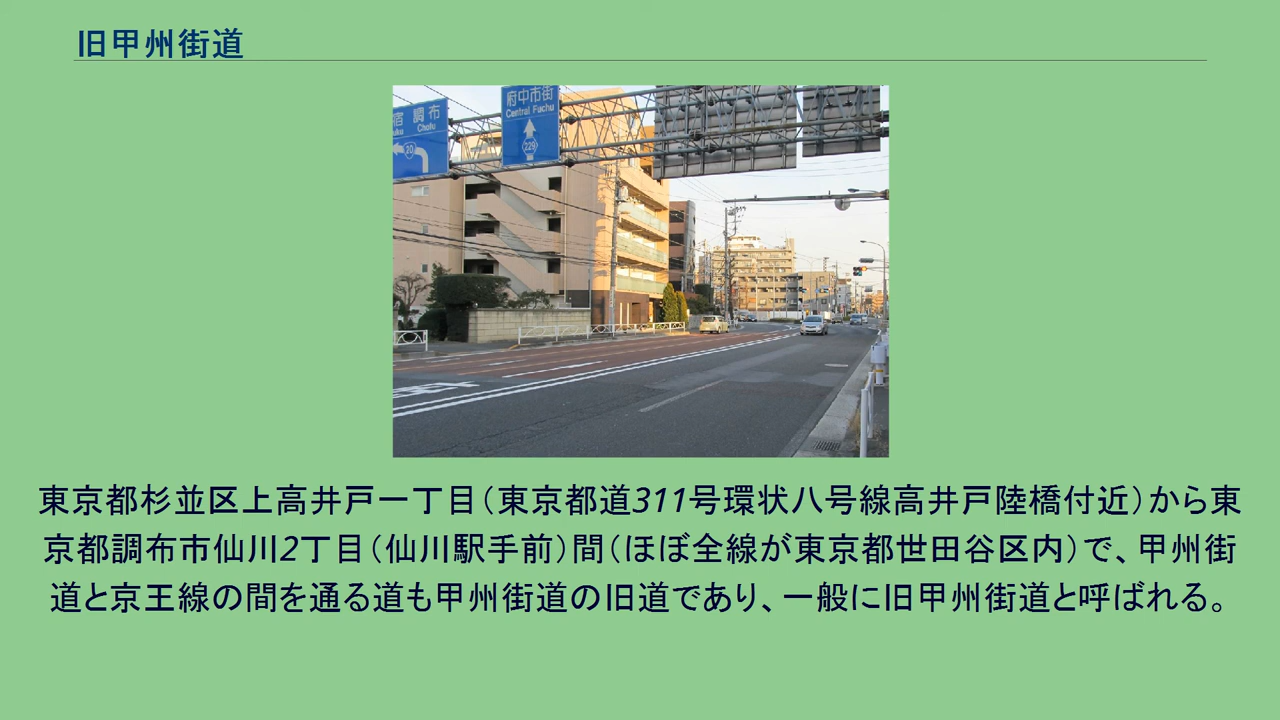 旧甲州街道
宿 調布
Chofu
20
府中市街
Central Fuchu
229
東京都杉並区上高井戸一丁目（東京都道311号環状八号線高井戸陸橋付近）から東
京都調布市仙川2丁目（仙川駅手前）間（ほぼ全線が東京都世田谷区内）で、甲州街
道と京王線の間を通る道も甲州街道の旧道であり、一般に旧甲州街道と呼ばれる。